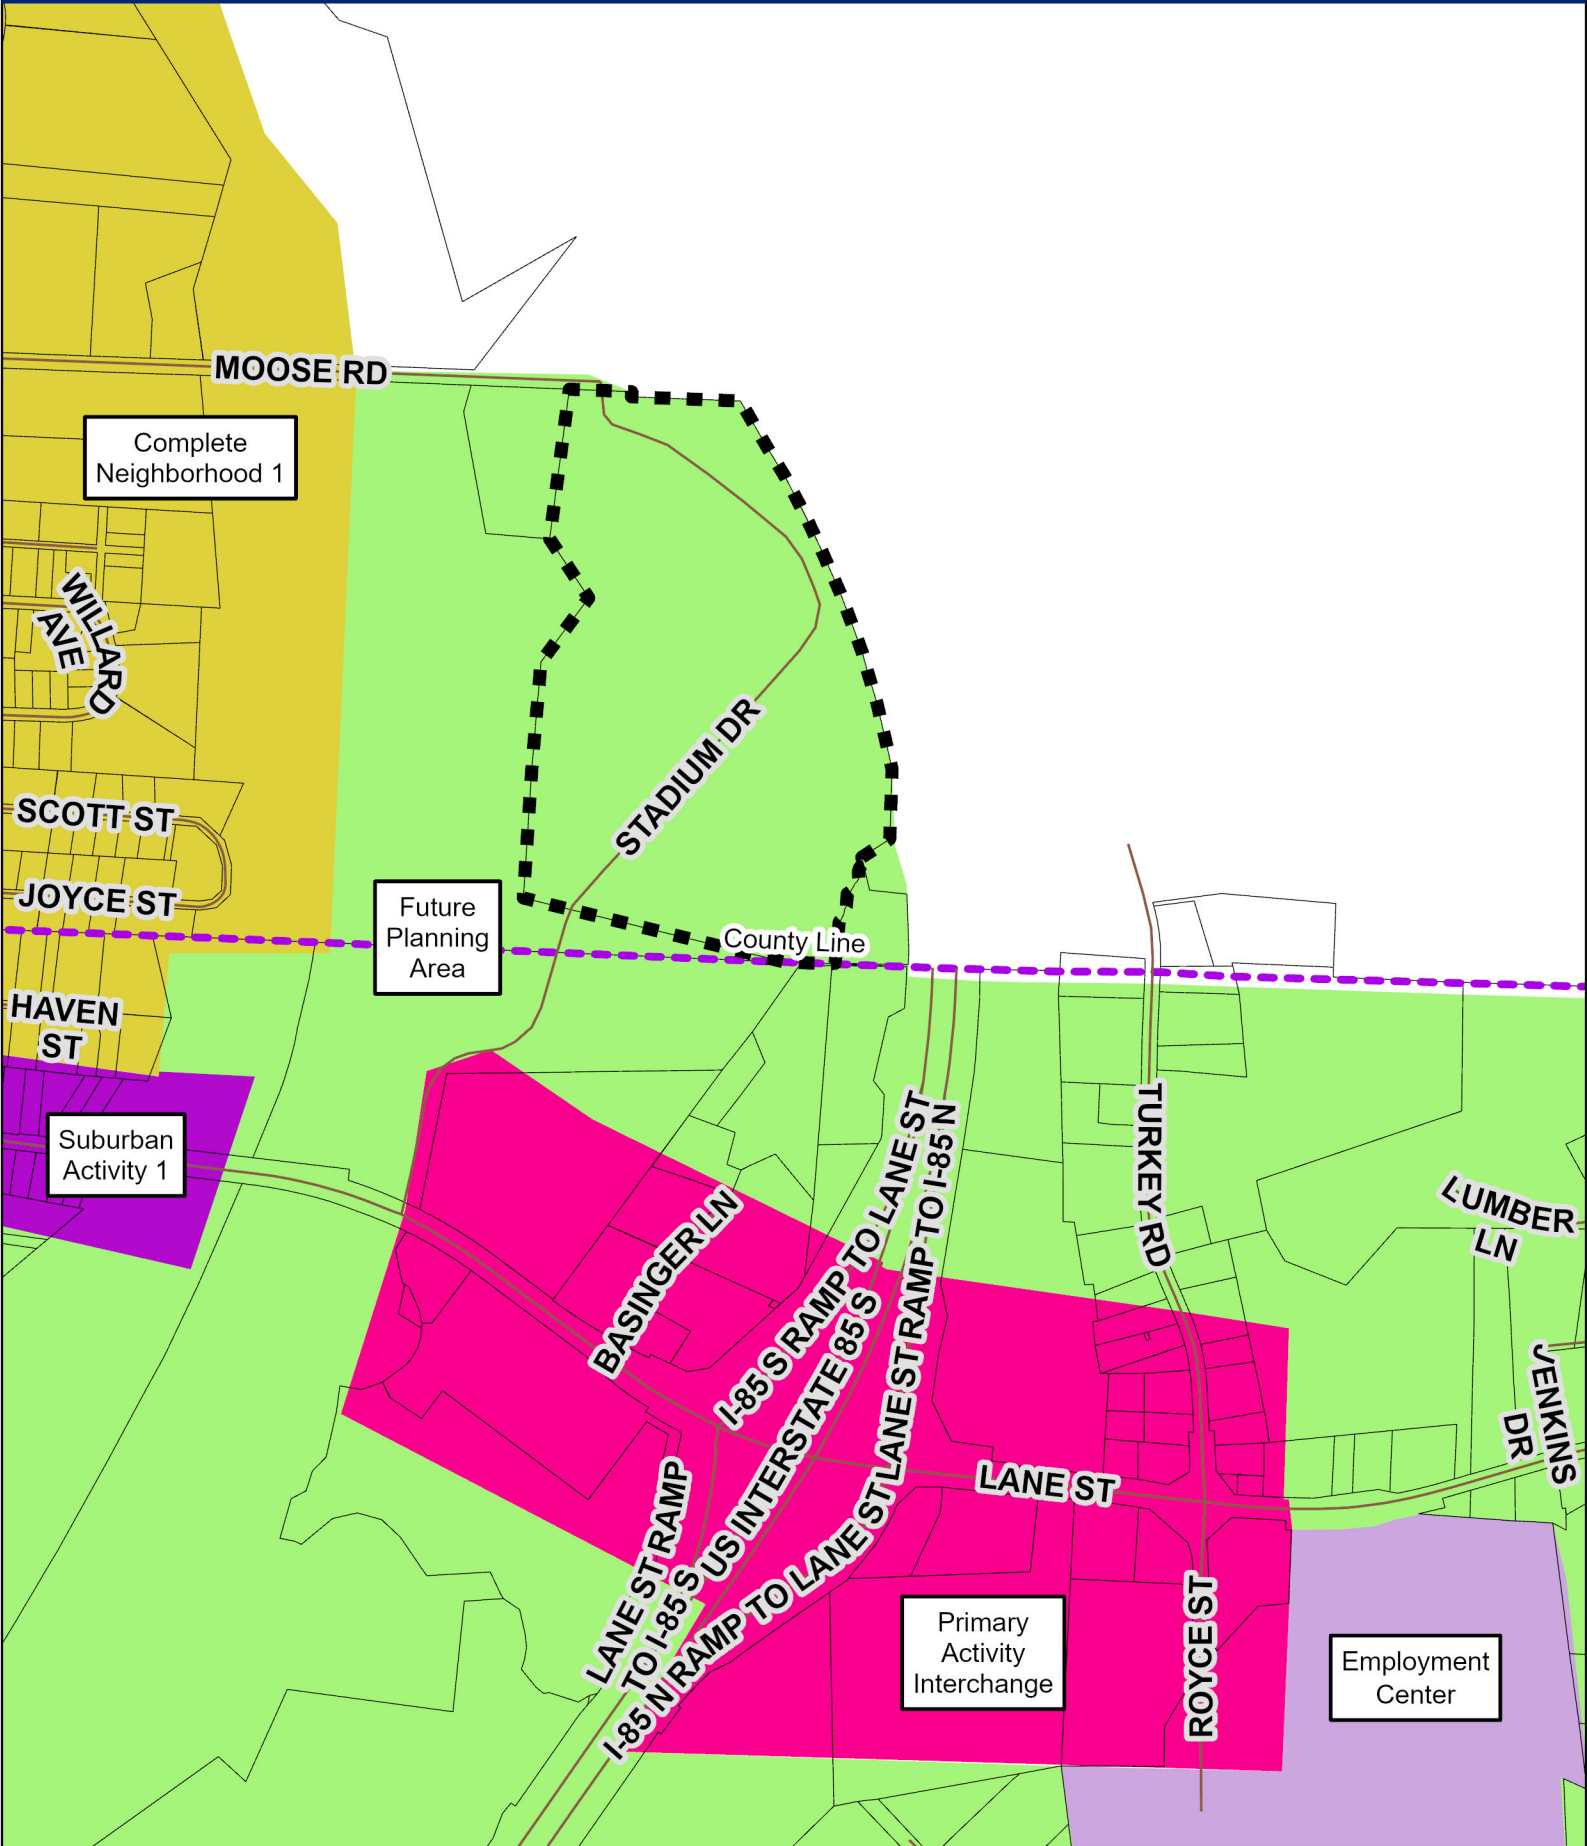 MOOSE RD
Complete
Neighborhood 1
WILLARD
AVE
STADIUM DR
SCOTT ST
JOYCE ST
Future
Planning
Area
County Line
HAVEN
ST
Suburban
Activity 1
TURKEY RD
LUMBER
LN
BASINGER LN
I-85 S RAMP TO LANE ST
US INTERSTATE 85 S
LANE ST RAMP TO I-85 N
JENKINS
DR
LANE ST
LANE ST RAMP
TO I-85 S
I-85 N RAMP TO LANE ST
ROYCE ST
Primary
Activity
Interchange
Employment
Center